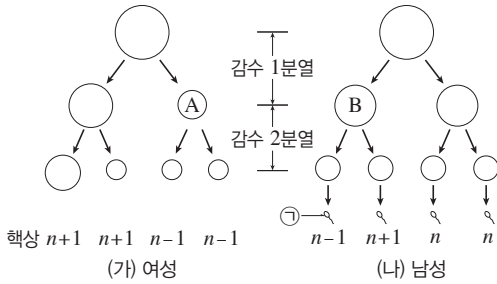 감수 1분열
A
B
감수 2분열
㉠
핵상 n+1 n+1 n-1 n-1
n-1 n+1 n n
(가) 여성
(나) 남성